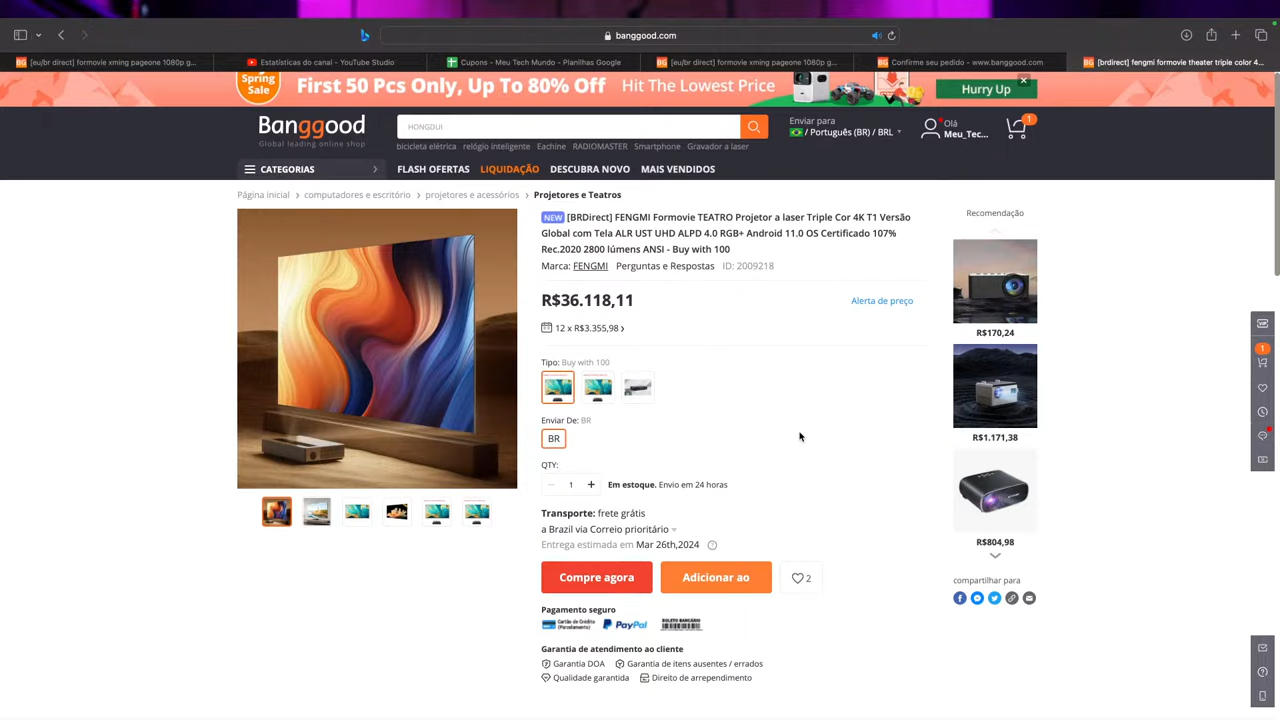 banggood.com
[eu/br direct] formovie xming pageone 1080p g...
Estatísticas do canal - YouTube Studio
Cupons - Meu Tech Mundo - Planilhas Google
[eu/br direct] formovie xming pageone 1080p g...
Confirme seu pedido - www.banggood.com
[brdirect] fengmi formovie theater triple color 4...
Spring
Sale
First 50 Pcs Only, Up To 80% Off
Hit The Lowest Price
Hurry Up
Banggood
Global leading online shop
HONGDUI
Enviar para
/ Português (BR) / BRL
Olá
Meu_Tec...
1
bicicleta elétrica relógio inteligente Eachine RADIOMASTER Smartphone Gravador a laser
CATEGORIAS
FLASH OFERTAS LIQUIDAÇÃO DESCUBRA NOVO MAIS VENDIDOS
Página inicial > computadores e escritório > projetores e acessórios > Projetores e Teatros
NEW [BRDirect] FENGMI Formovie TEATRO Projetor a laser Triple Cor 4K T1 Versão
Global com Tela ALR UST UHD ALPD 4.0 RGB+ Android 11.0 OS Certificado 107%
Rec.2020 2800 lúmens ANSI - Buy with 100
Marca: FENGMI Perguntas e Respostas ID: 2009218
R$36.118,11
Alerta de preço
12 x R$3.355,98 >
Tipo: Buy with 100
Enviar De: BR
BR
QTY:
− 1 + Em estoque. Envio em 24 horas
Transporte: frete grátis
a Brazil via Correio prioritário
Entrega estimada em Mar 26th,2024
Compre agora
Adicionar ao
2
Pagamento seguro
Cartão de Crédito
(Parcelamento)
PayPal
BOLETO BANCÁRIO
Garantia de atendimento ao cliente
Garantia DOA Garantia de itens ausentes / errados
Qualidade garantida Direito de arrependimento
Recomendação
R$170,24
R$1.171,38
R$804,98
compartilhar para
VIP
1